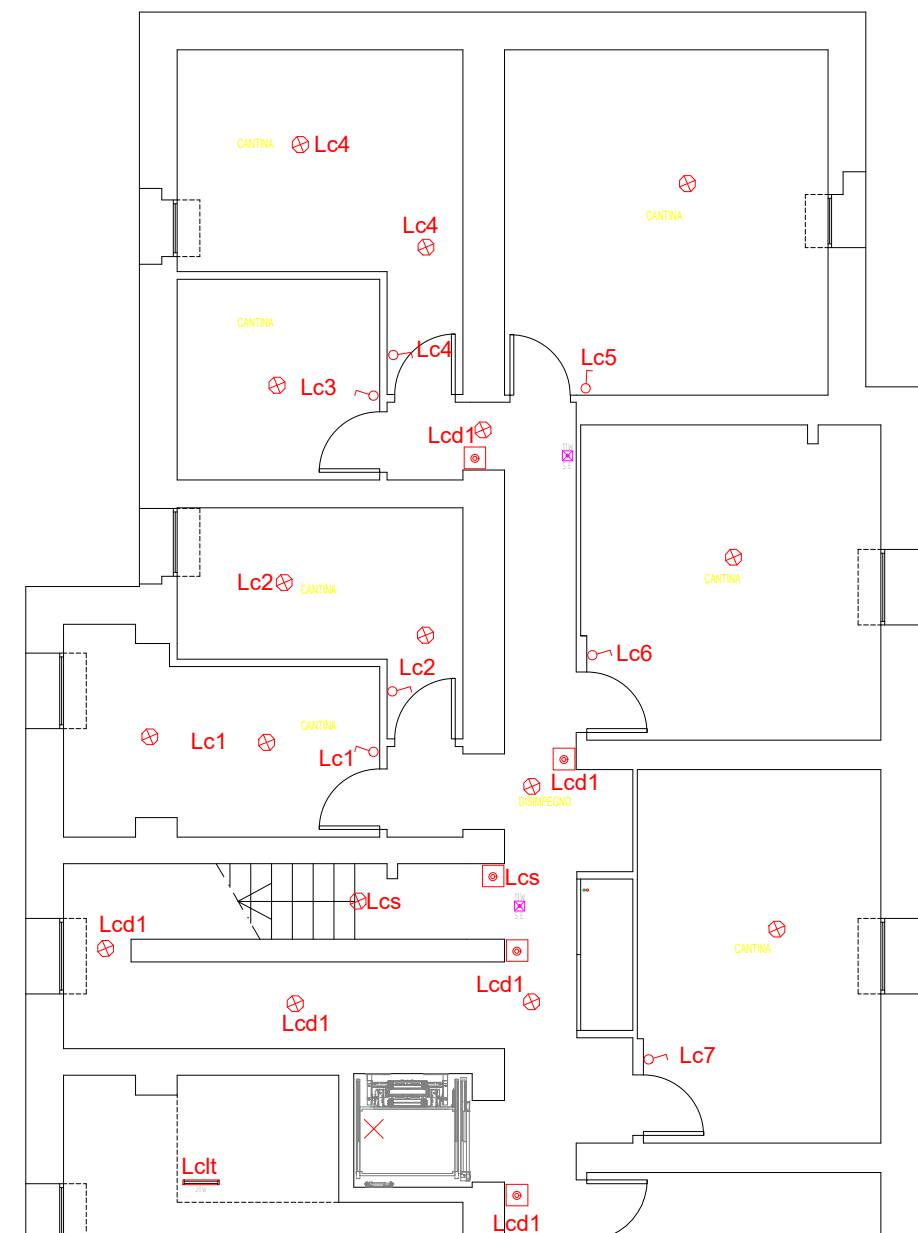 CANTINA Lc4
Lc4
CANTINA
CANTINA
Lc4
Lc5
Lc3
Lcd1
Lc2
CANTINA
CANTINA
Lc6
Lc2
CANTINA
Lc1
Lc1
Lcd1
DISIMPEGNO
Lcs
Lcs
Lcd1
CANTINA
Lcd1
Lcd1
Lc7
Lclt
Lcd1